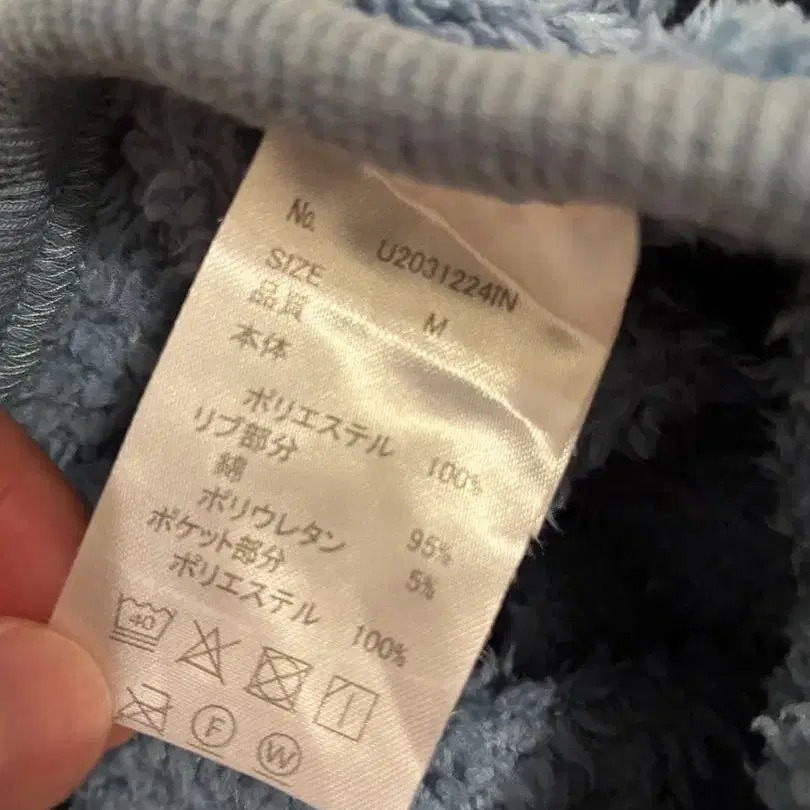 No. U2031224IN
SIZE M
品質
本体
ポリエステル 100%
リブ部分
綿 95%
ポリウレタン 5%
ポケット部分
ポリエステル 100%
40
F
W